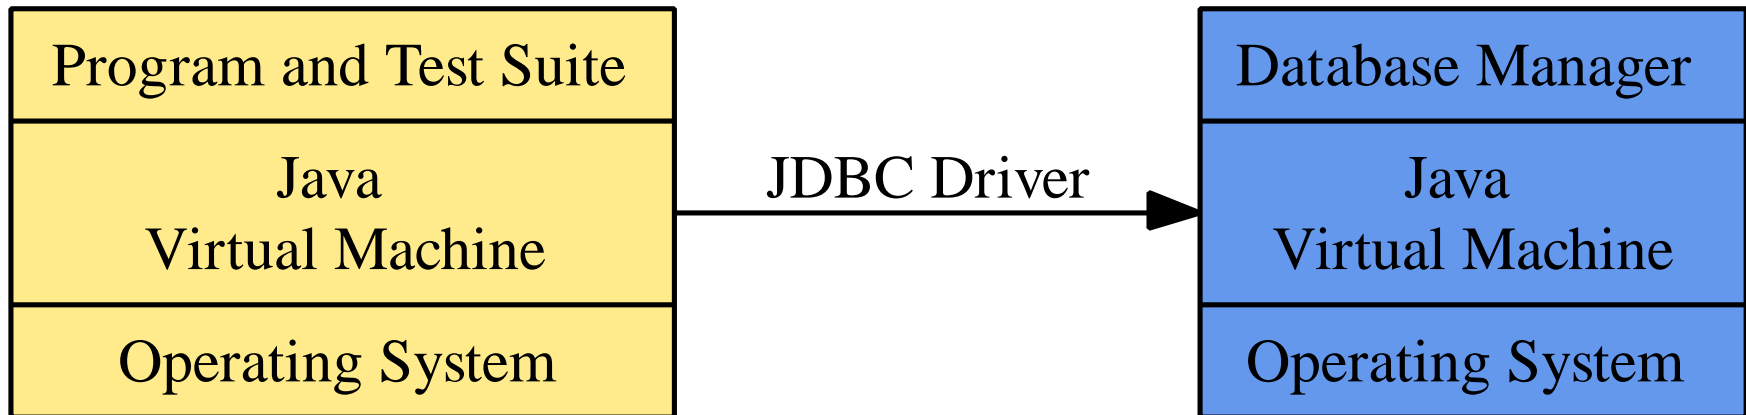 Program and Test Suite
Java
Virtual Machine
Operating System
JDBC Driver
Database Manager
Java
Virtual Machine
Operating System